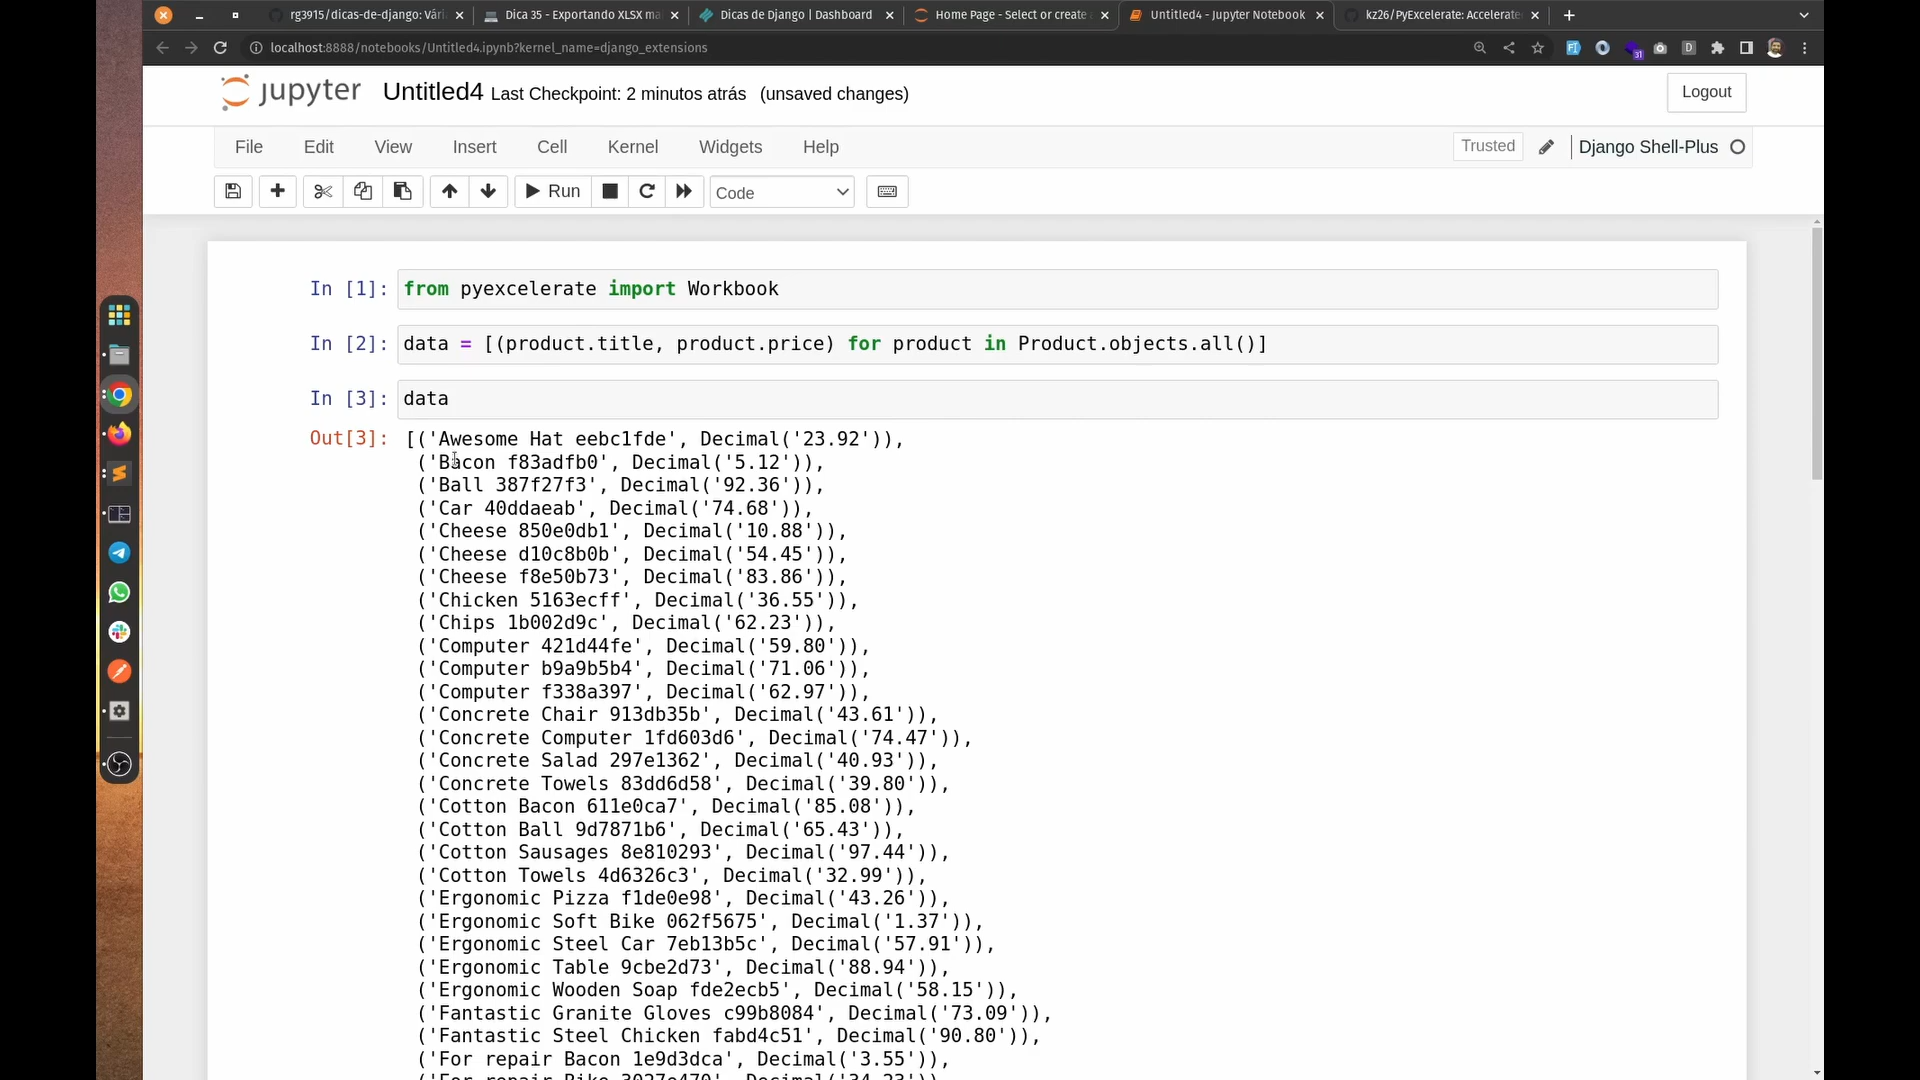 rg3915/dicas-de-django: Vári
Dica 35 - Exportando XLSX ma
Dicas de Django | Dashboard
Home Page - Select or create
Untitled4 - Jupyter Notebook
kz26/PyExcelerate: Accelerate
localhost:8888/notebooks/Untitled4.ipynb?kernel_name=django_extensions
31
D
jupyter Untitled4 Last Checkpoint: 2 minutos atrás (unsaved changes)
Logout
File Edit View Insert Cell Kernel Widgets Help
Trusted
Django Shell-Plus
Run
Code
In [1]: from pyexcelerate import Workbook
In [2]: data = [(product.title, product.price) for product in Product.objects.all()]
In [3]: data
Out[3]: [('Awesome Hat eebc1fde', Decimal('23.92')),
('Bacon f83adfb0', Decimal('5.12')),
('Ball 387f27f3', Decimal('92.36')),
('Car 40ddaeab', Decimal('74.68')),
('Cheese 850e0db1', Decimal('10.88')),
('Cheese d10c8b0b', Decimal('54.45')),
('Cheese f8e50b73', Decimal('83.86')),
('Chicken 5163ecff', Decimal('36.55')),
('Chips 1b002d9c', Decimal('62.23')),
('Computer 421d44fe', Decimal('59.80')),
('Computer b9a9b5b4', Decimal('71.06')),
('Computer f338a397', Decimal('62.97')),
('Concrete Chair 913db35b', Decimal('43.61')),
('Concrete Computer 1fd603d6', Decimal('74.47')),
('Concrete Salad 297e1362', Decimal('40.93')),
('Concrete Towels 83dd6d58', Decimal('39.80')),
('Cotton Bacon 611e0ca7', Decimal('85.08')),
('Cotton Ball 9d7871b6', Decimal('65.43')),
('Cotton Sausages 8e810293', Decimal('97.44')),
('Cotton Towels 4d6326c3', Decimal('32.99')),
('Ergonomic Pizza f1de0e98', Decimal('43.26')),
('Ergonomic Soft Bike 062f5675', Decimal('1.37')),
('Ergonomic Steel Car 7eb13b5c', Decimal('57.91')),
('Ergonomic Table 9cbe2d73', Decimal('88.94')),
('Ergonomic Wooden Soap fde2ecb5', Decimal('58.15')),
('Fantastic Granite Gloves c99b8084', Decimal('73.09')),
('Fantastic Steel Chicken fabd4c51', Decimal('90.80')),
('For repair Bacon 1e9d3dca', Decimal('3.55')),